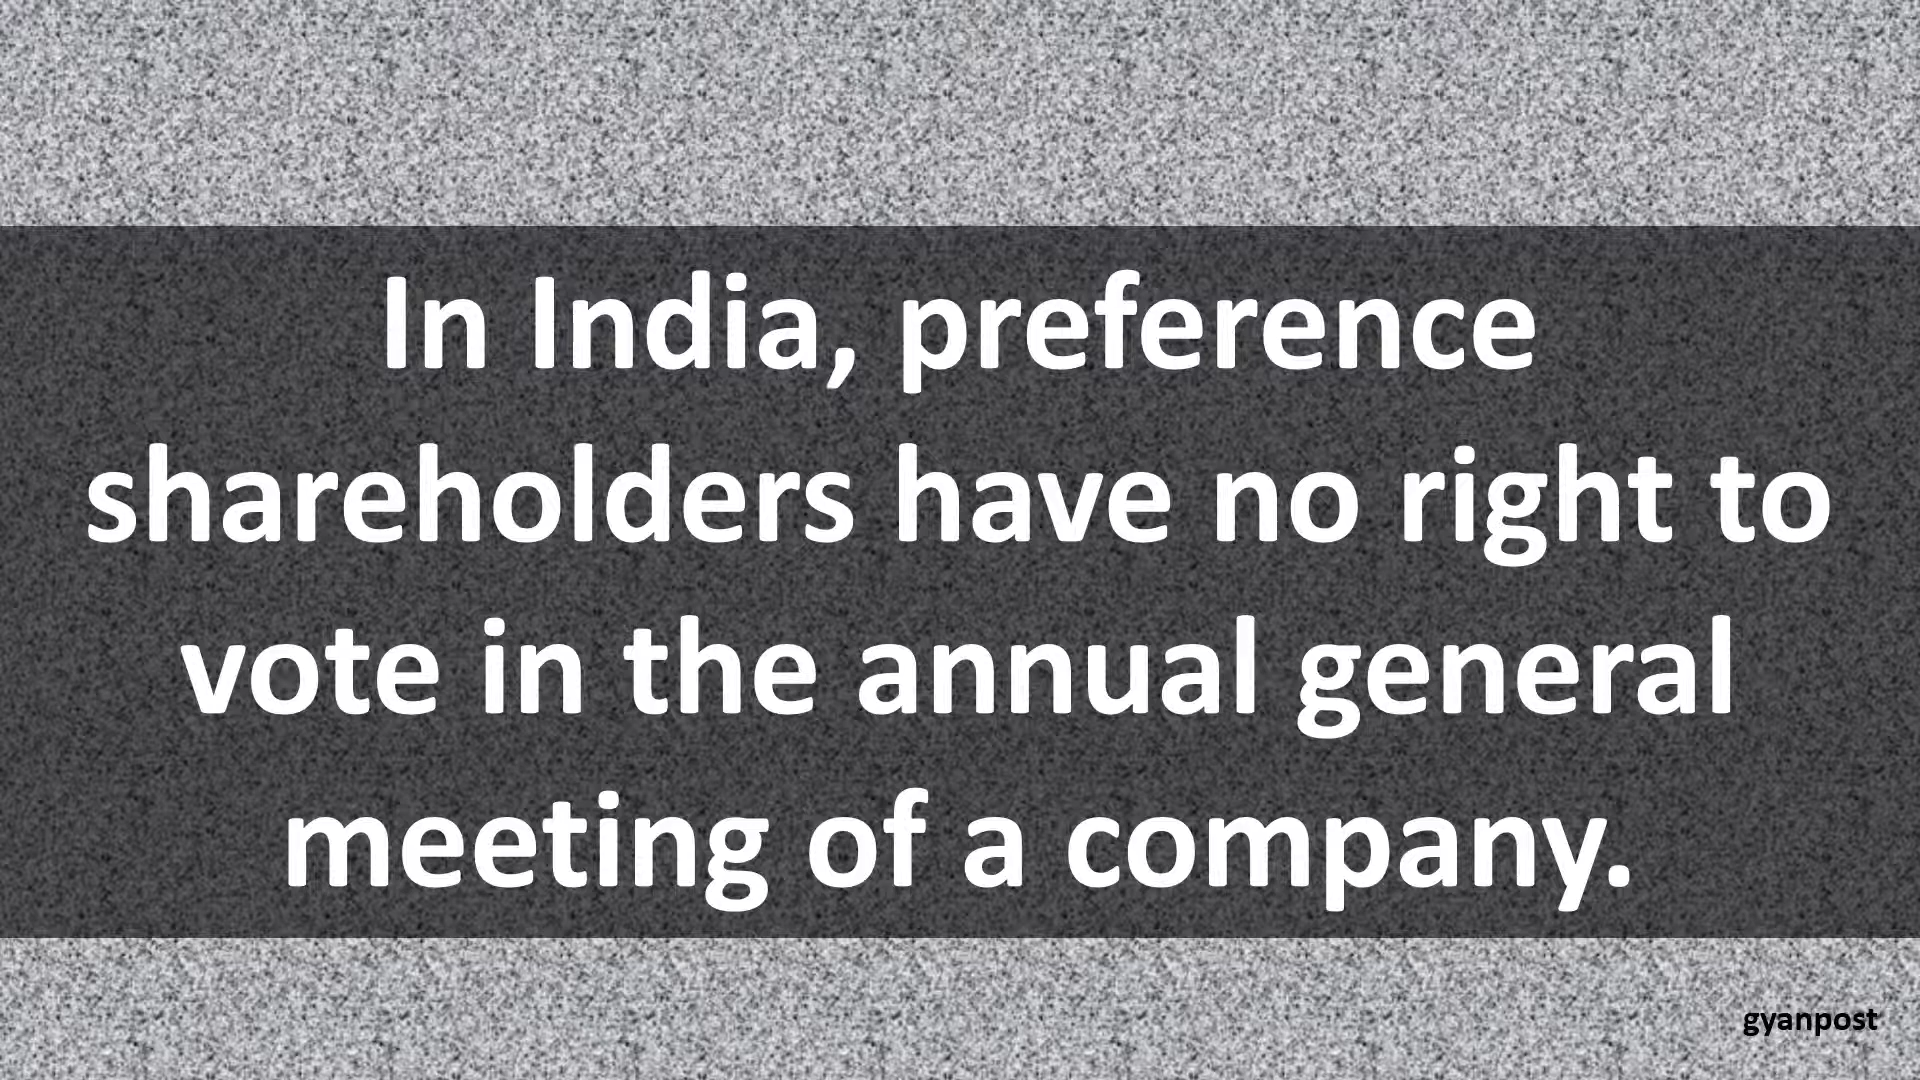 In India, preference
shareholders have no right to
vote in the annual general
meeting of a company.
gyanpost